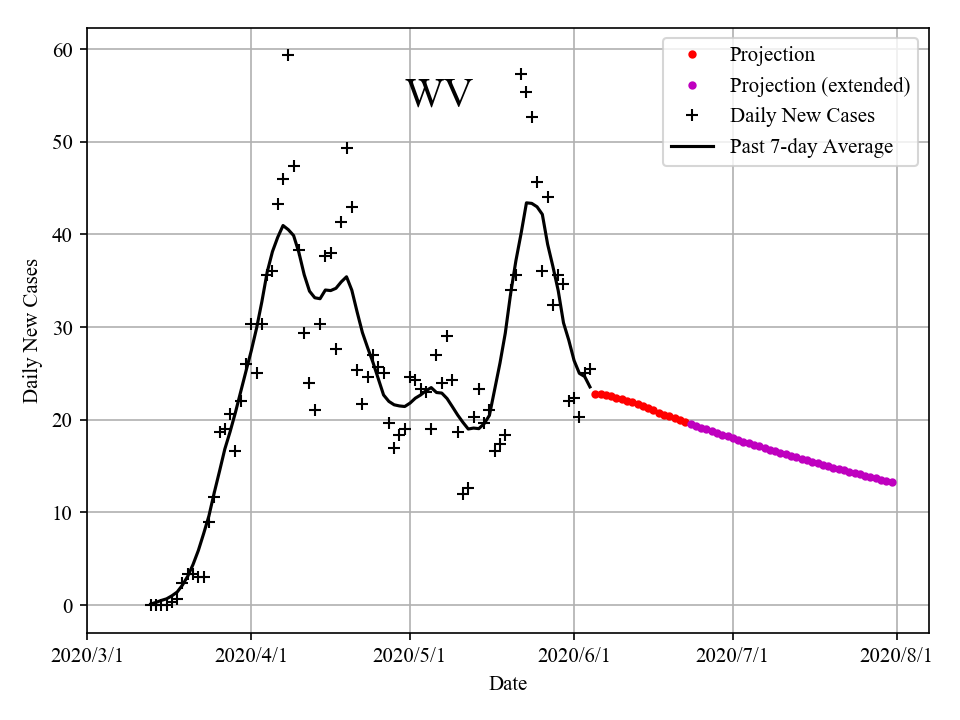 WV
Projection
Projection (extended)
Daily New Cases
Past 7-day Average
60
50
40
30
20
10
0
Daily New Cases
2020/3/1 2020/4/1 2020/5/1 2020/6/1 2020/7/1 2020/8/1
Date